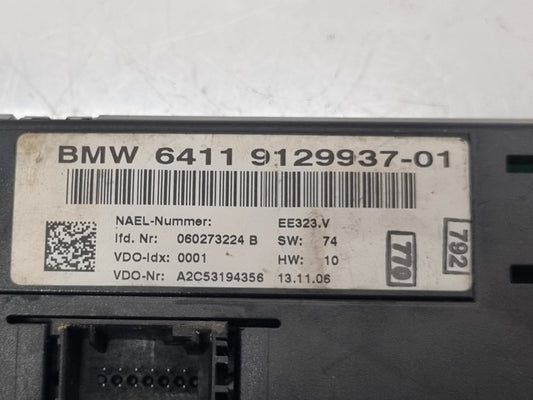 BMW 6411 9129937-01
NAEL-Nummer: EE323.V
lfd. Nr: 060273224 B SW: 74
VDO-Idx: 0001 HW: 10
VDO-Nr: A2C53194356 13.11.06
770
792